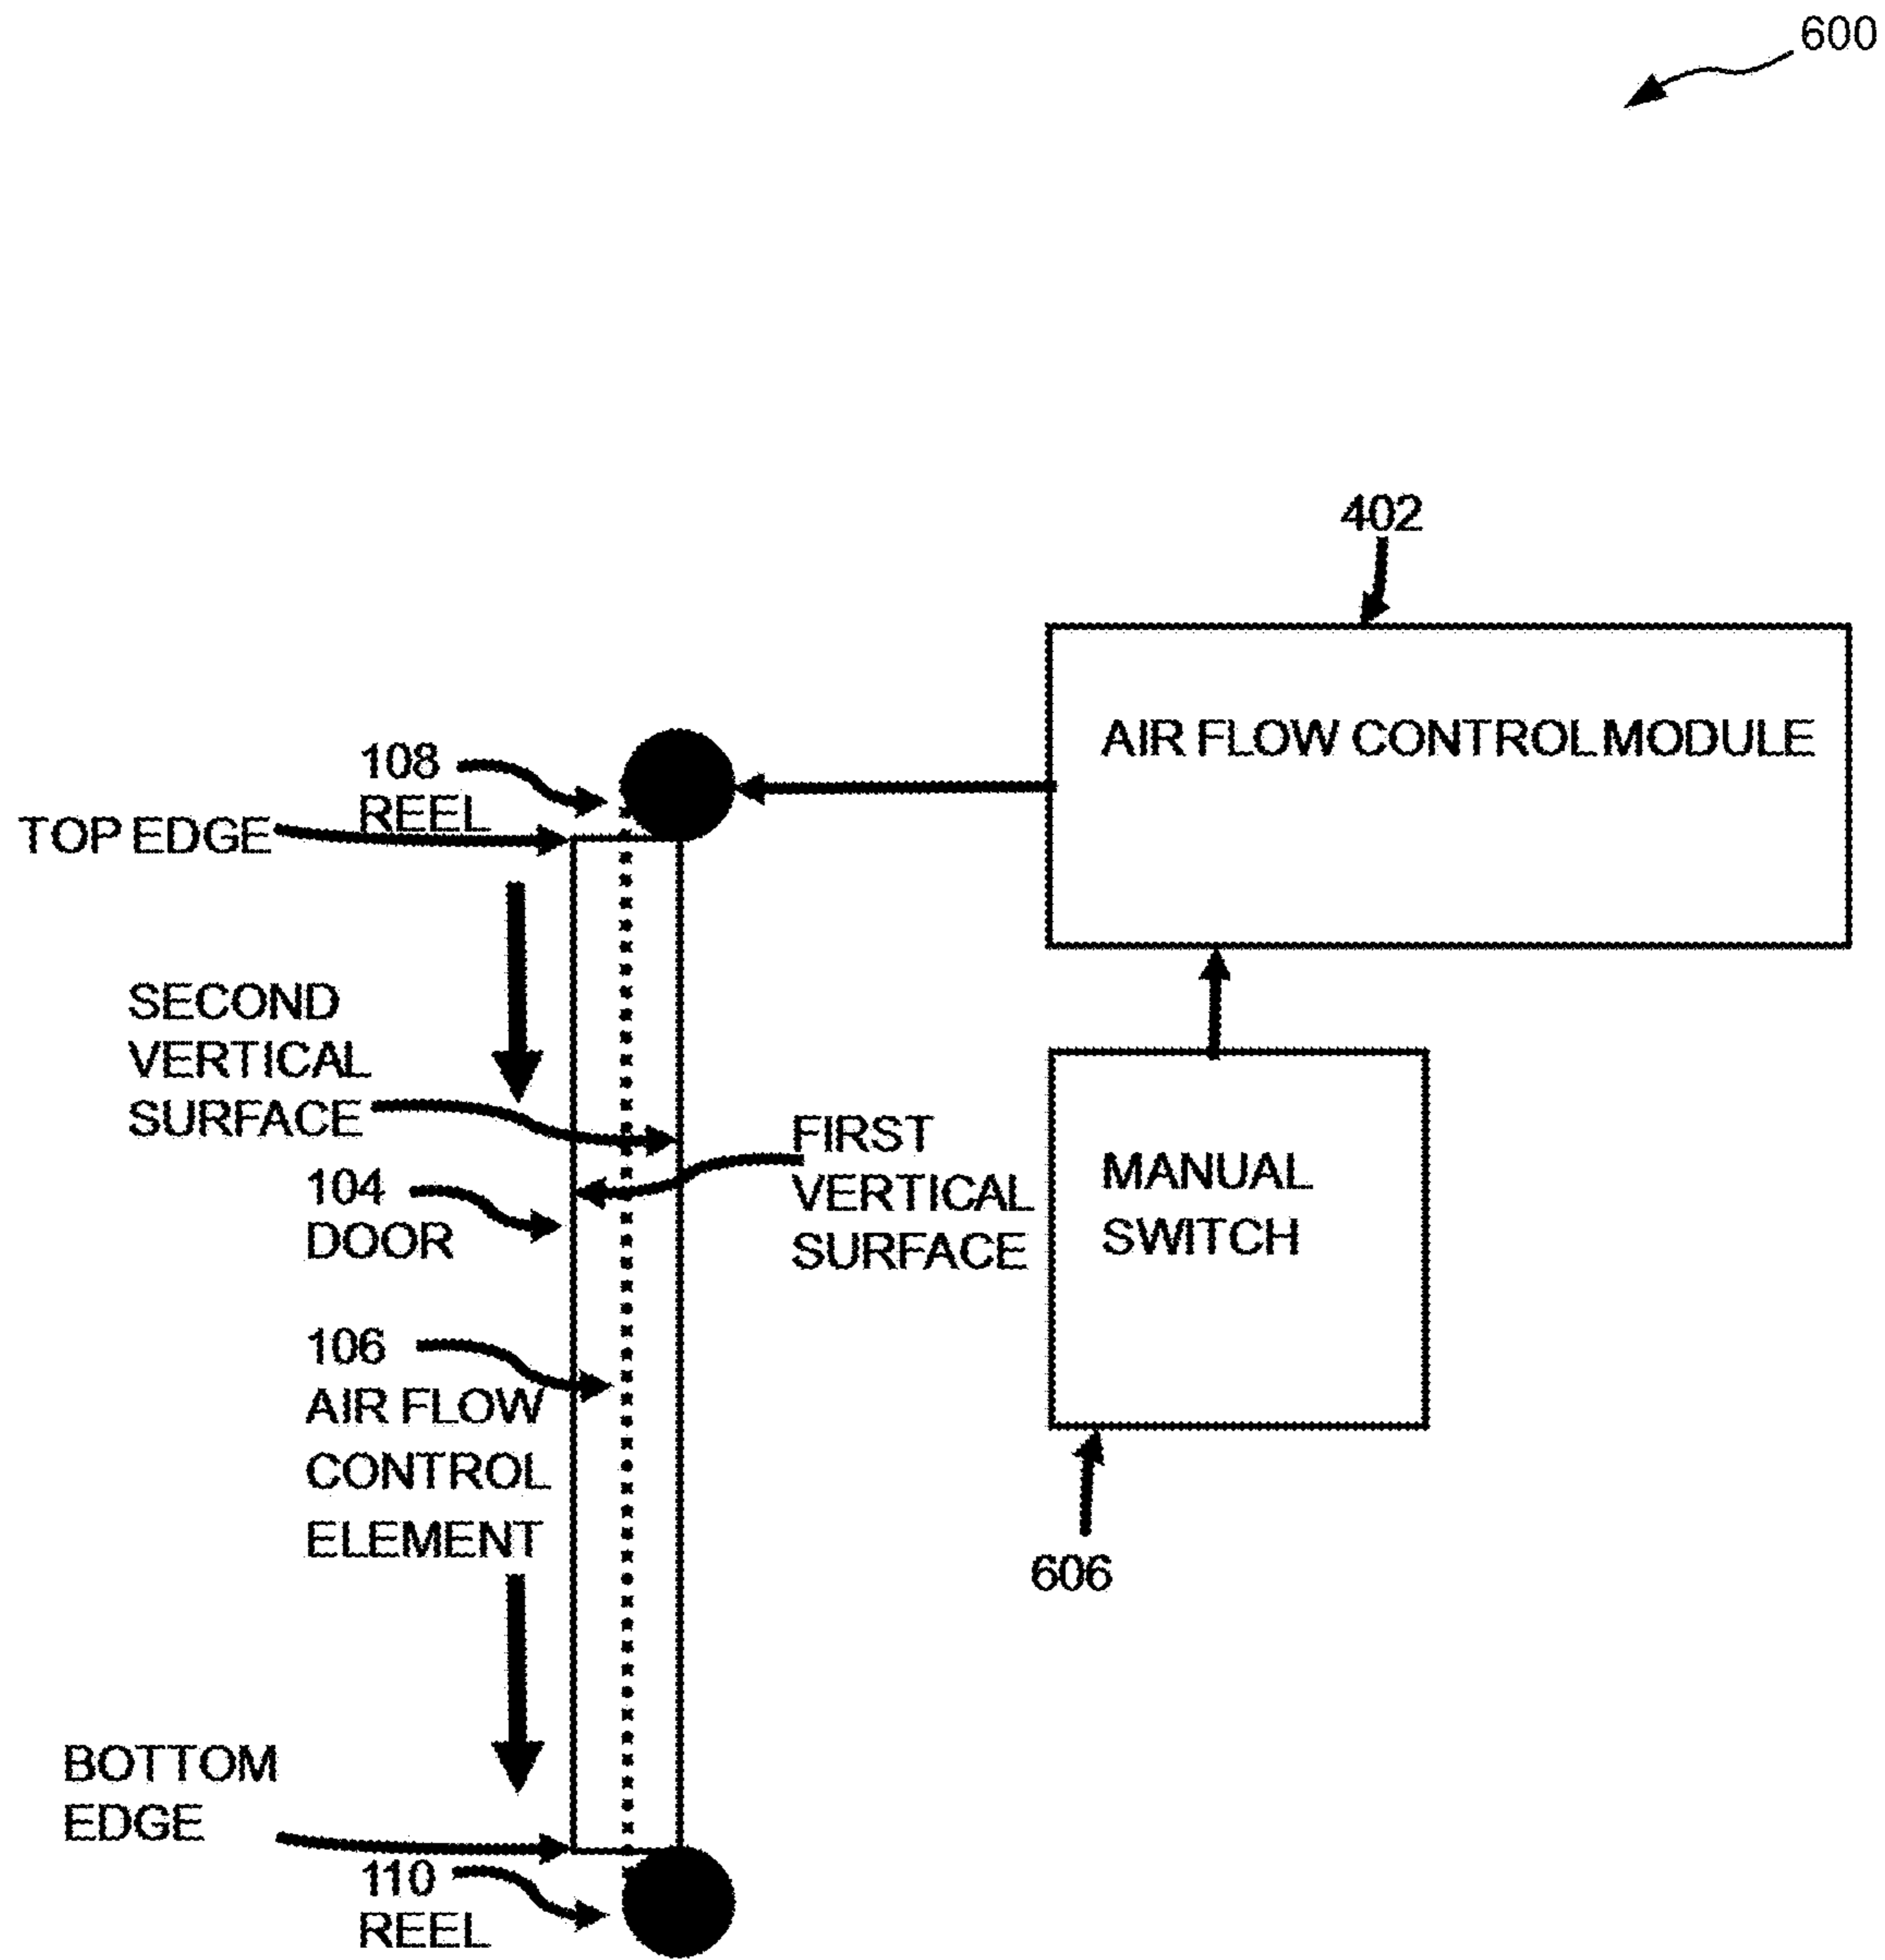 600
402
AIR FLOW CONTROL MODULE
108
REEL
TOP EDGE
SECOND
VERTICAL
SURFACE
FIRST
VERTICAL
SURFACE
104
DOOR
MANUAL
SWITCH
106
AIR FLOW
CONTROL
ELEMENT
606
BOTTOM
EDGE
110
REEL